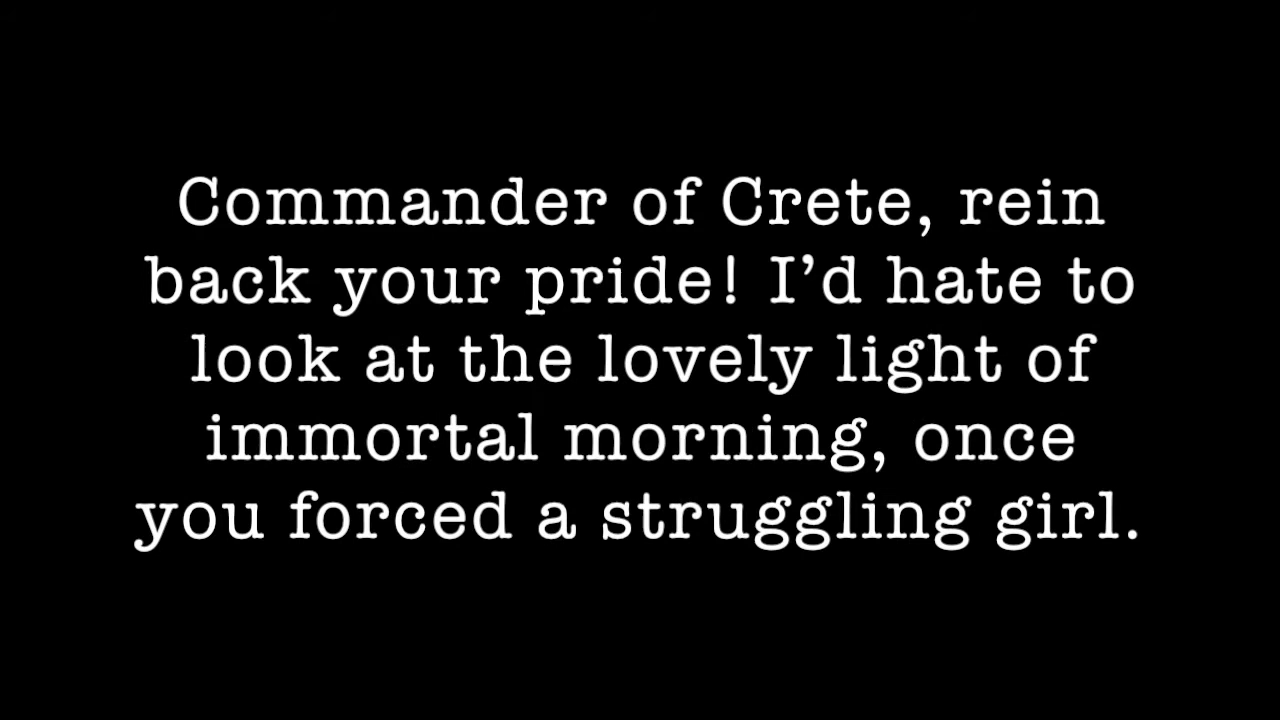 Commander of Crete, rein
back your pride! I’d hate to
look at the lovely light of
immortal morning, once
you forced a struggling girl.